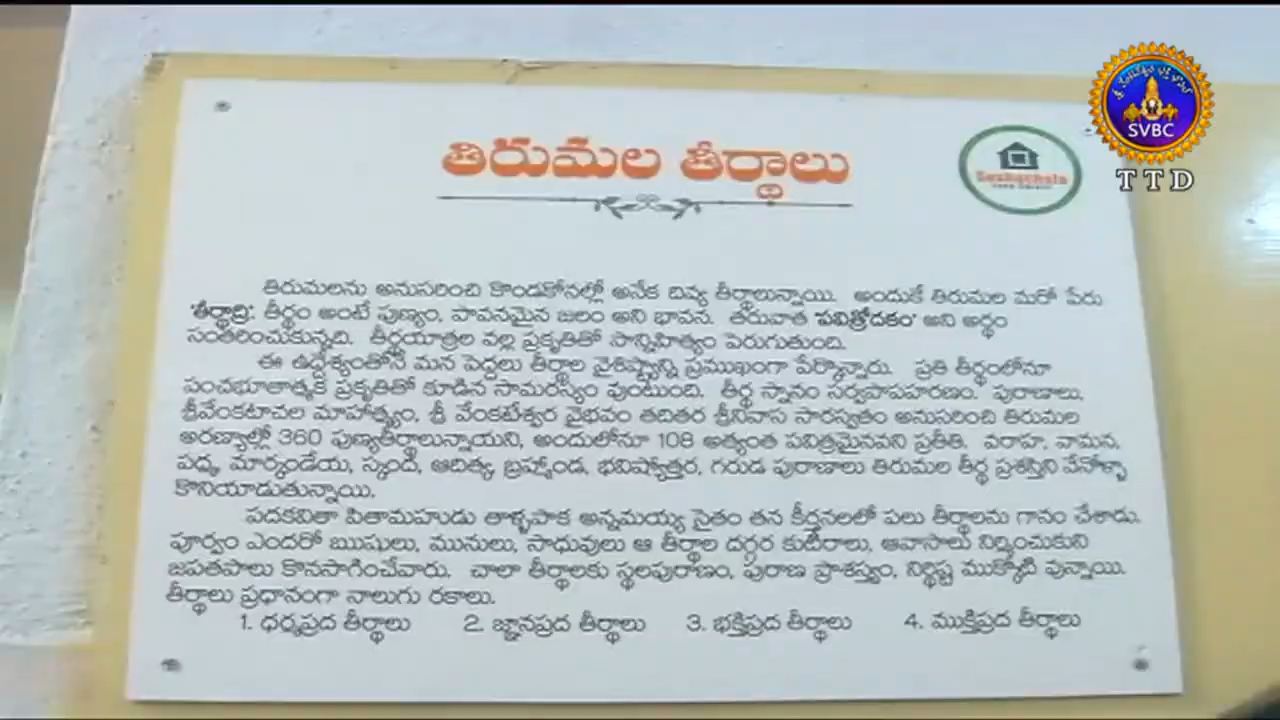 తిరుమల తీర్థాలు
SVBC
TTD
Seshachala
తిరుమలను అనుసరించి కొండకోనల్లో అనేక దివ్య తీర్థాలున్నాయి. అందుకే తిరుమల మరో పేరు
'తీర్థాద్రి'. తీర్థం అంటే పుణ్యం, పావనమైన జలం అని భావన. తరువాత 'పవిత్రోదకం' అని అర్థం
సంతరించుకున్నది. తీర్థయాత్రల వల్ల ప్రకృతితో సాన్నిహిత్యం పెరుగుతుంది.
ఈ ఉద్దేశ్యంతోనే మన పెద్దలు తీర్థాల వైశిష్ట్యాన్ని ప్రముఖంగా పేర్కొన్నారు. ప్రతి తీర్థంలోనూ
పంచభూతాత్మక ప్రకృతితో కూడిన సామరస్యం వుంటుంది. తీర్థ స్నానం సర్వపాపహరణం. పురాణాలు,
శ్రీవేంకటాచల మాహాత్మ్యం, శ్రీ వేంకటేశ్వర వైభవం తదితర శ్రీనివాస సారస్వతం అనుసరించి తిరుమల
అరణ్యాల్లో 360 పుణ్యతీర్థాలున్నాయని, అందులోనూ 108 అత్యంత పవిత్రమైనవని ప్రతీతి. వరాహ, వామన,
పద్మ, మార్కండేయ, స్కంద, ఆదిత్య, బ్రహ్మాండ, భవిష్యోత్తర, గరుడ పురాణాలు తిరుమల తీర్థ ప్రశస్తిని వేనోళ్ళ
కొనియాడుతున్నాయి.
పదకవితా పితామహుడు తాళ్ళపాక అన్నమయ్య సైతం తన కీర్తనలలో పలు తీర్థాలను గానం చేశాడు.
పూర్వం ఎందరో ఋషులు, మునులు, సాధువులు ఆ తీర్థాల దగ్గర కుటీరాలు, ఆవాసాలు నిర్మించుకుని
జపతపాలు కొనసాగించేవారు. చాలా తీర్థాలకు స్థలపురాణం, పురాణ ప్రాశస్త్యం, నిర్దిష్ట ముక్కోటి వున్నాయి.
తీర్థాలు ప్రధానంగా నాలుగు రకాలు.
1. ధర్మప్రద తీర్థాలు 2. జ్ఞానప్రద తీర్థాలు 3. భక్తిప్రద తీర్థాలు 4. ముక్తిప్రద తీర్థాలు